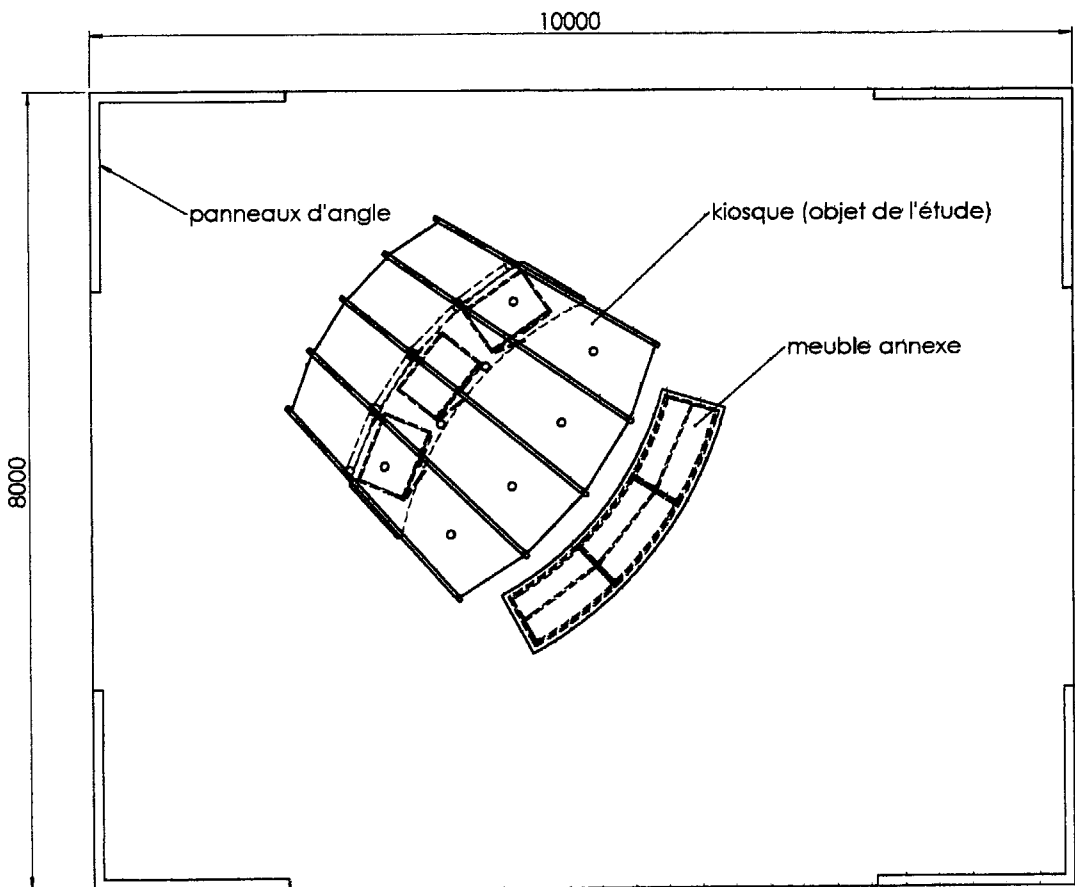 10000
panneaux d'angle
kiosque (objet de l'étude)
meuble annexe
8000